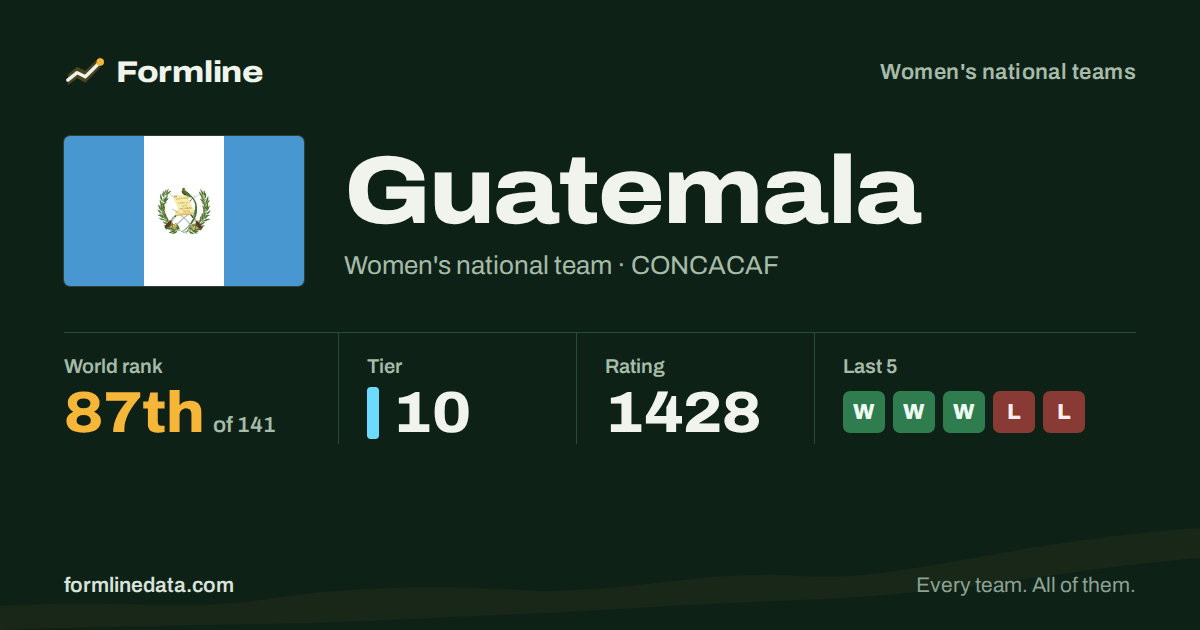 Formline
Women's national teams
Guatemala
Women's national team · CONCACAF
World rank
87th of 141
Tier
10
Rating
1428
Last 5
W W W L L
formlinedata.com
Every team. All of them.